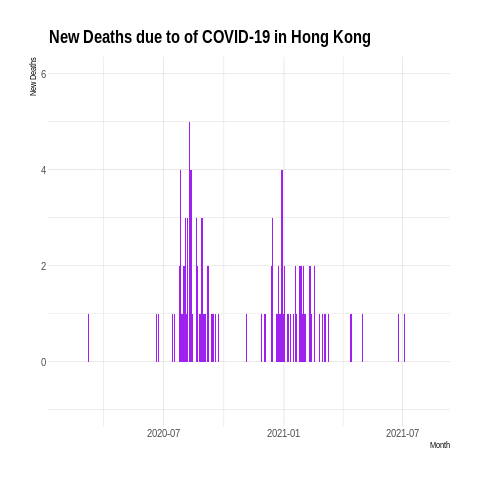 New Deaths due to of COVID-19 in Hong Kong
New Deaths
6
4
2
0
2020-07
2021-01
2021-07
Month